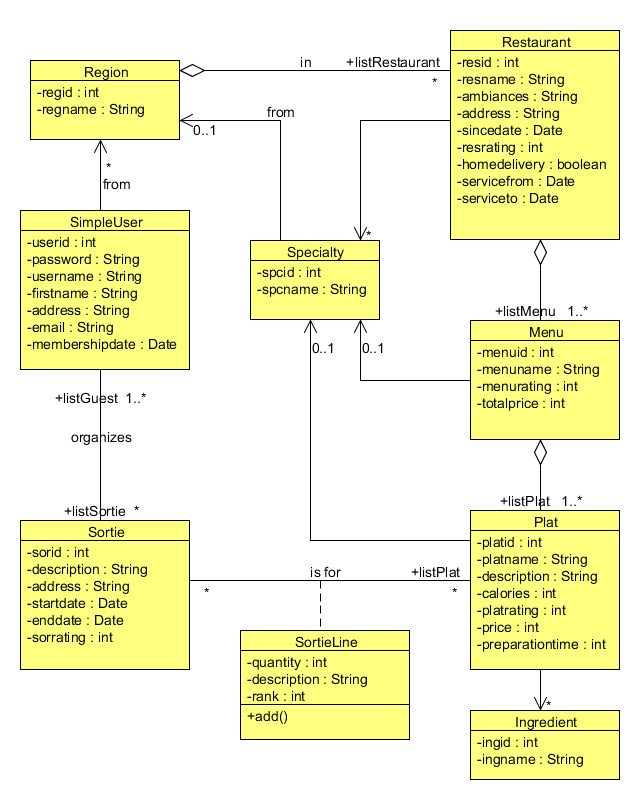 Restaurant
-resid : int
-resname : String
-ambiances : String
-address : String
-sincedate : Date
-resrating : int
-homedelivery : boolean
-servicefrom : Date
-serviceto : Date
Region
-regid : int
-regname : String
in
+listRestaurant
*
from
0..1
*
from
*
SimpleUser
-userid : int
-password : String
-username : String
-firstname : String
-address : String
-email : String
-membershipdate : Date
Specialty
-spcid : int
-spcname : String
+listMenu 1..*
Menu
-menuid : int
-menuname : String
-menurating : int
-totalprice : int
0..1
0..1
+listGuest 1..*
organizes
+listSortie *
+listPlat 1..*
Sortie
-sorid : int
-description : String
-address : String
-startdate : Date
-enddate : Date
-sorrating : int
Plat
-platid : int
-platname : String
-description : String
-calories : int
-platrating : int
-price : int
-preparationtime : int
is for
+listPlat
*
*
SortieLine
-quantity : int
-description : String
-rank : int
+add()
*
Ingredient
-ingid : int
-ingname : String